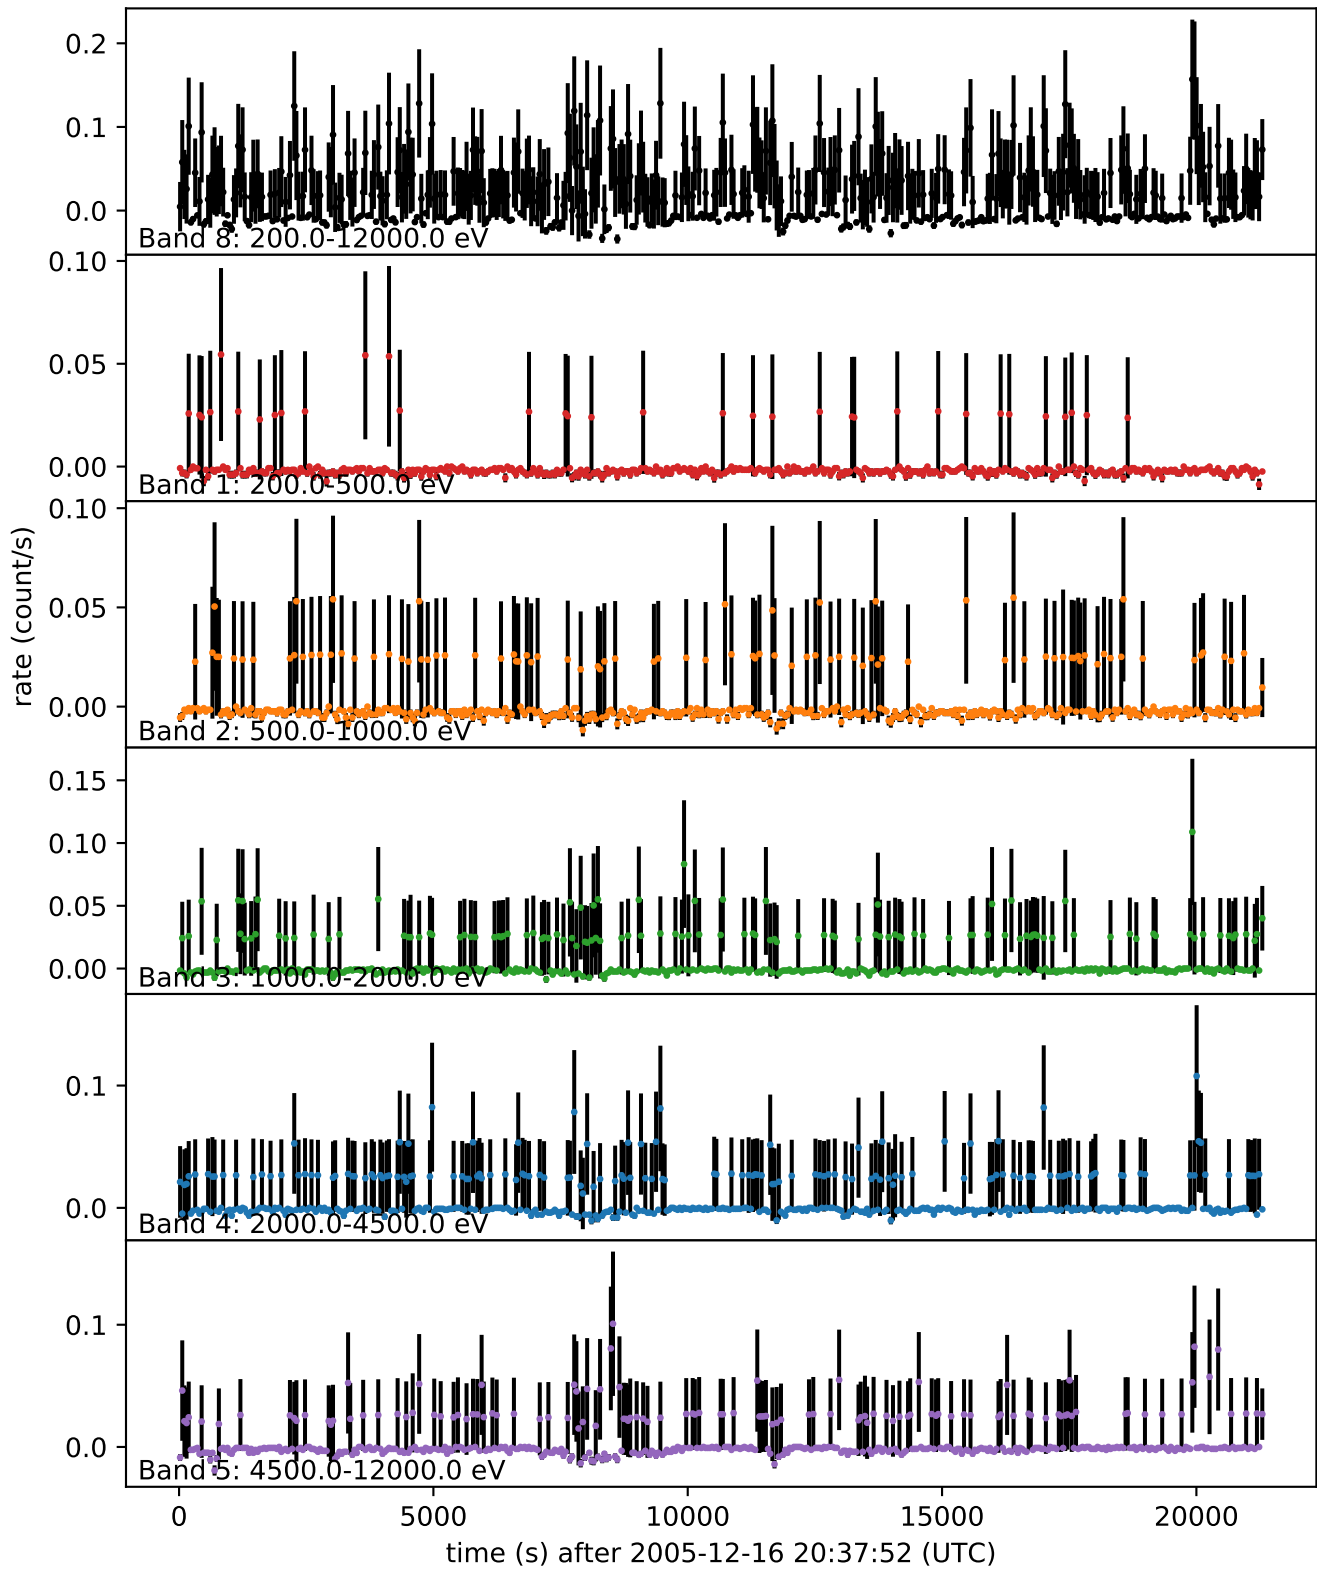 0.2
0.1
0.0
Band 8: 200.0-12000.0 eV
0.10
0.05
0.00
Band 1: 200.0-500.0 eV
0.10
0.05
0.00
Band 2: 500.0-1000.0 eV
rate (count/s)
0.15
0.10
0.05
0.00
Band 3: 1000.0-2000.0 eV
0.1
0.0
Band 4: 2000.0-4500.0 eV
0.1
0.0
Band 5: 4500.0-12000.0 eV
0 5000 10000 15000 20000
time (s) after 2005-12-16 20:37:52 (UTC)